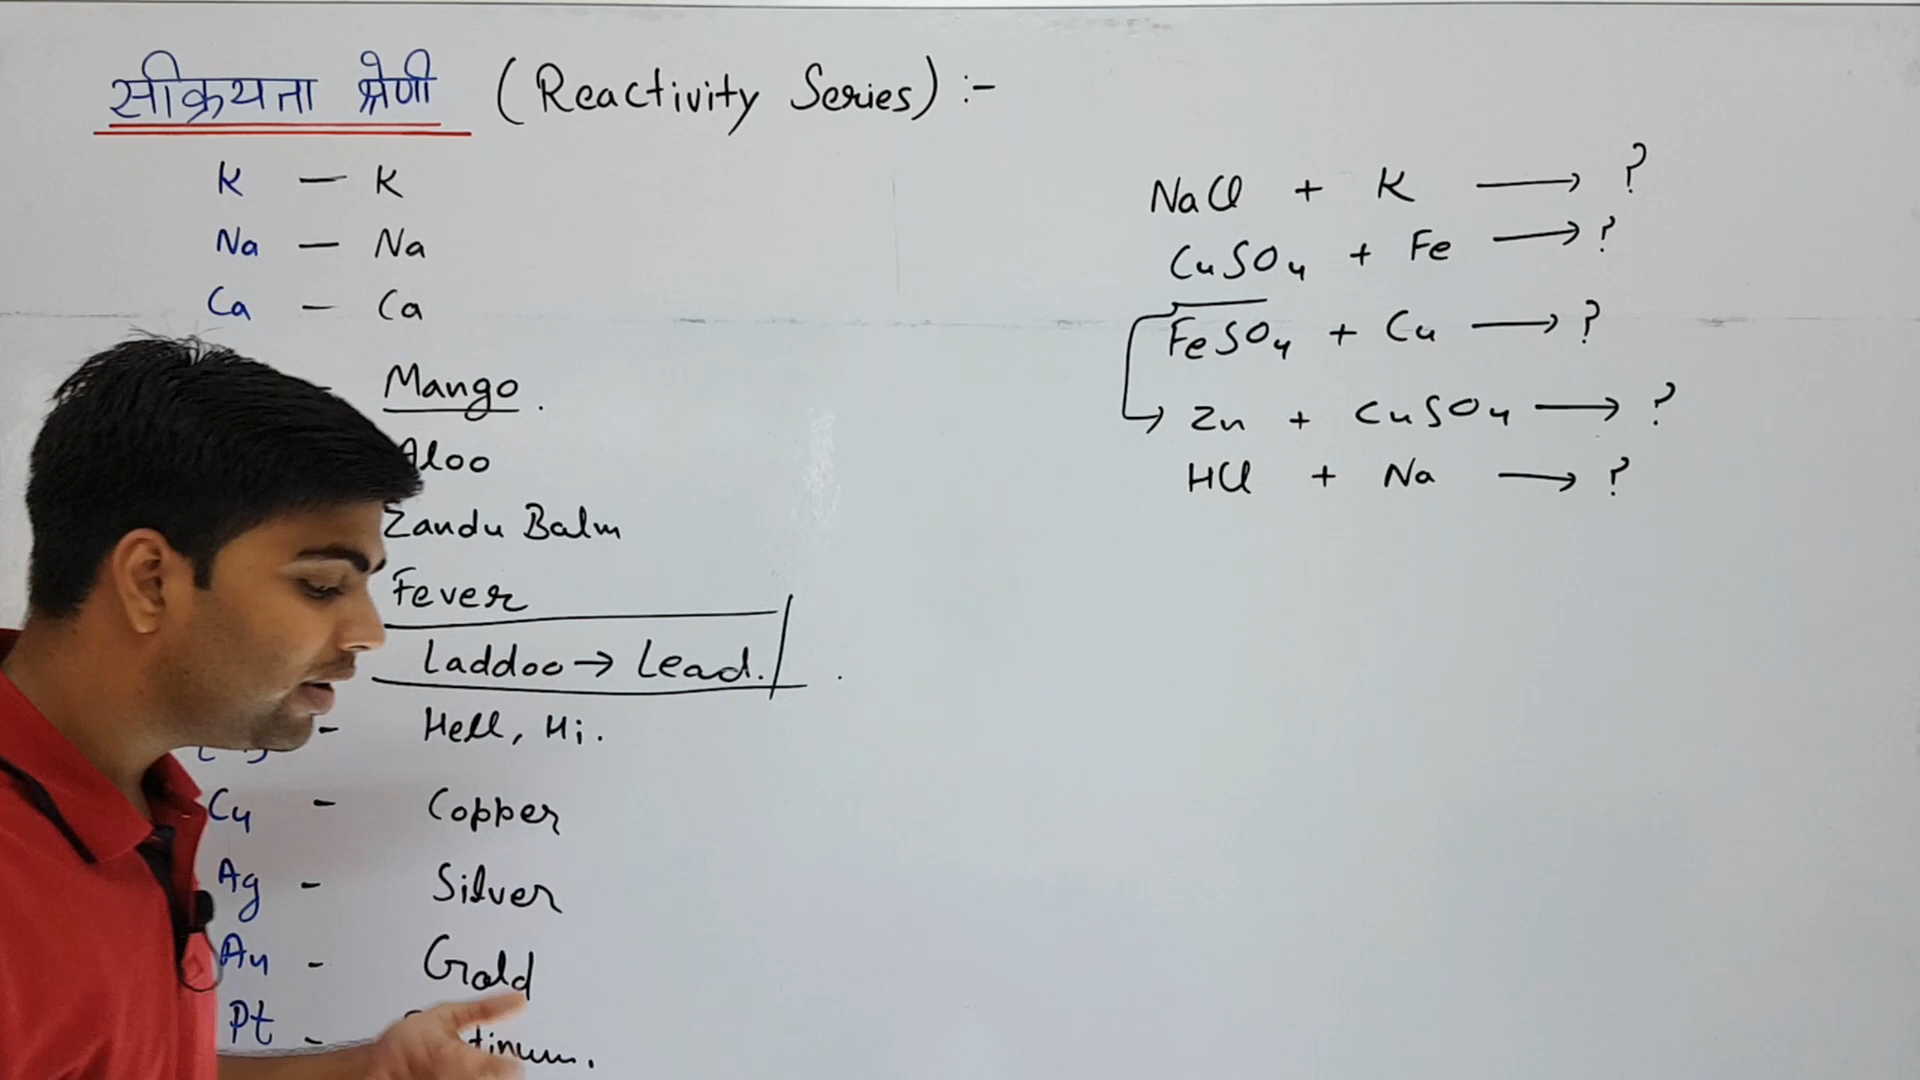 सक्रियता श्रेणी (Reactivity Series) :-
K — K
Na — Na
Ca — Ca
Mango.
Aloo
Zandu Balm
Fever
Laddoo → Lead.
- Hell, Hi.
Cu - Copper
Ag - Silver
Au - Gold
Pt -
NaCl + K → ?
CuSO4 + Fe → ?
FeSO4 + Cu → ?
Zn + CuSO4 → ?
HCl + Na → ?